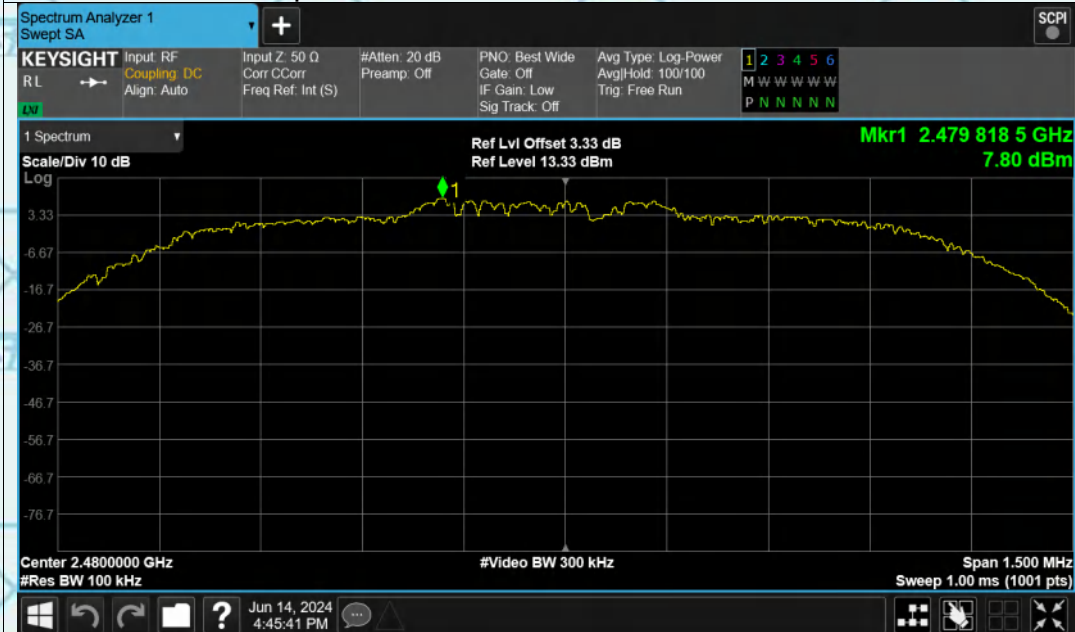 Spectrum Analyzer 1
Swept SA
+
SCPI
KEYSIGHT
RL
LXI
Input: RF
Coupling: DC
Align: Auto
Input Z: 50 Ω
Corr CCorr
Freq Ref: Int (S)
#Atten: 20 dB
Preamp: Off
PNO: Best Wide
Gate: Off
IF Gain: Low
Sig Track: Off
Avg Type: Log-Power
Avg|Hold: 100/100
Trig: Free Run
1 2 3 4 5 6
M W W W W W
P N N N N N
1 Spectrum
Scale/Div 10 dB
Ref Lvl Offset 3.33 dB
Ref Level 13.33 dBm
Mkr1 2.479 818 5 GHz
7.80 dBm
Log
1
3.33
-6.67
-16.7
-26.7
-36.7
-46.7
-56.7
-66.7
-76.7
Center 2.4800000 GHz
#Video BW 300 kHz
Span 1.500 MHz
#Res BW 100 kHz
Sweep 1.00 ms (1001 pts)
?
Jun 14, 2024
4:45:41 PM